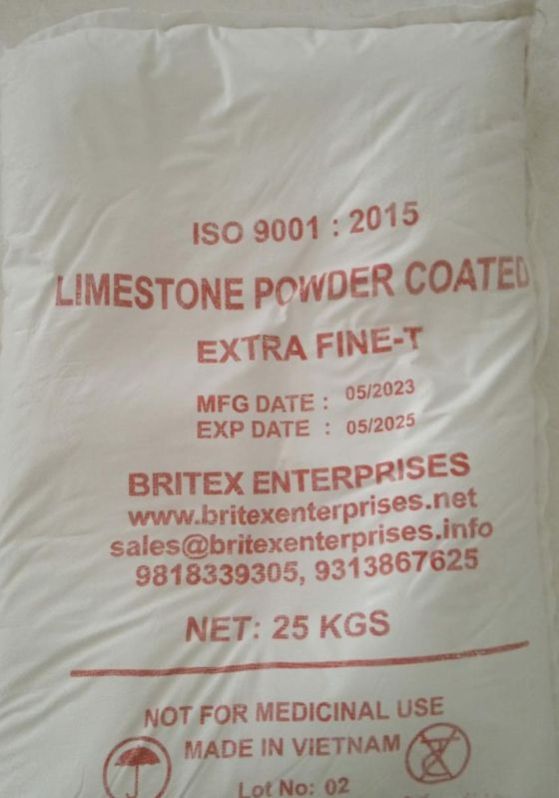 ISO 9001 : 2015
LIMESTONE POWDER COATED
EXTRA FINE-T
MFG DATE : 05/2023
EXP DATE : 05/2025
BRITEX ENTERPRISES
www.britexenterprises.net
sales@britexenterprises.info
9818339305, 9313867625
NET: 25 KGS
NOT FOR MEDICINAL USE
MADE IN VIETNAM
Lot No: 02